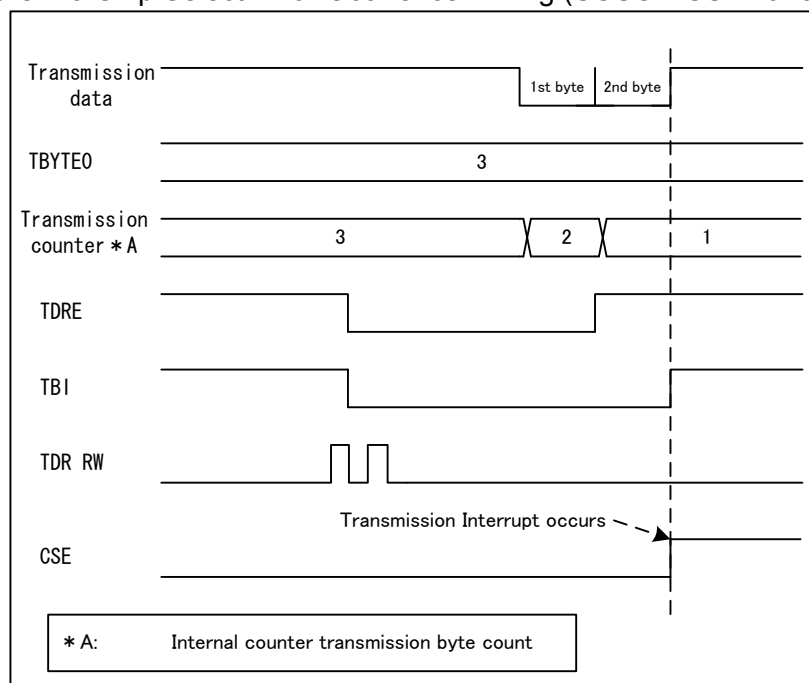 Transmission
data
1st byte
2nd byte
TBYTE0
3
Transmission
counter *A
3
2
1
TDRE
TBI
TDR RW
Transmission Interrupt occurs
CSE
*A: Internal counter transmission byte count